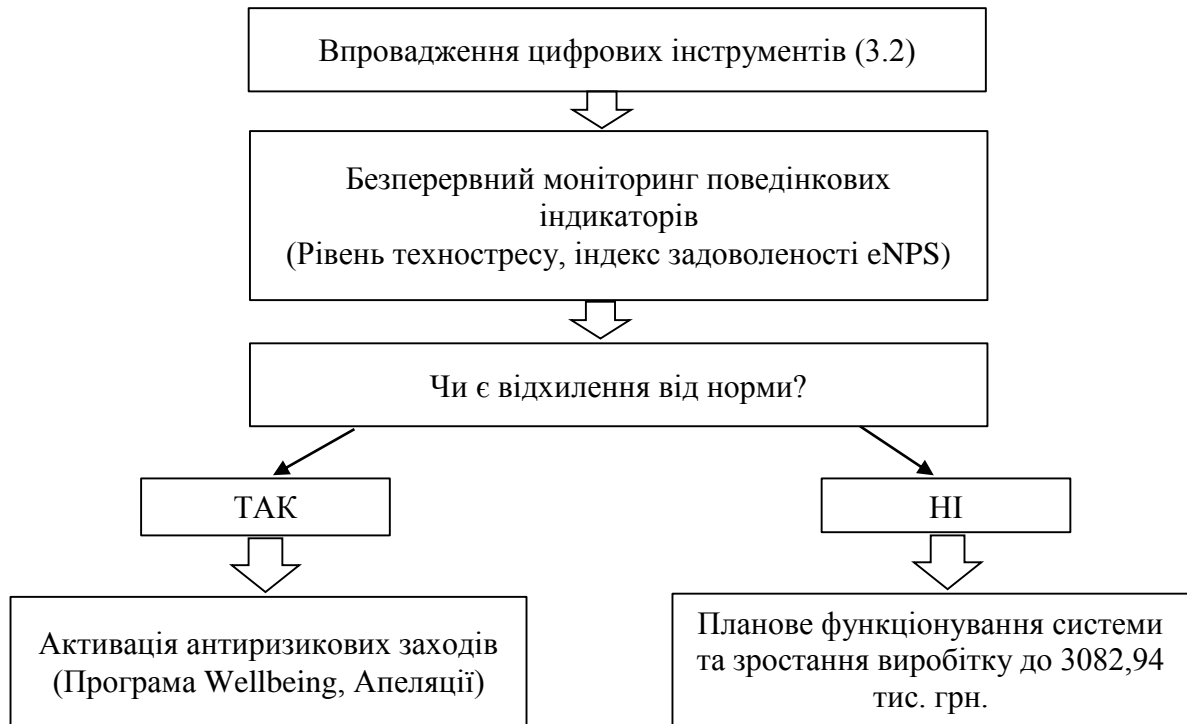 Впровадження цифрових інструментів (3.2)
Безперервний моніторинг поведінкових
індикаторів
(Рівень техностресу, індекс задоволеності eNPS)
Чи є відхилення від норми?
ТАК
НІ
Активація антиризикових заходів
(Програма Wellbeing, Апеляції)
Планове функціонування системи
та зростання виробітку до 3082,94
тис. грн.